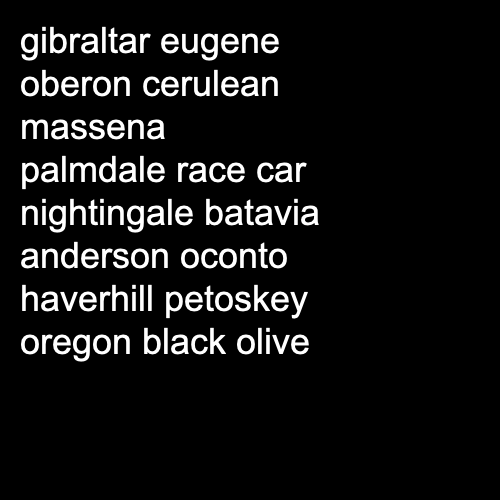 gibraltar eugene
oberon cerulean
massena
palmdale race car
nightingale batavia
anderson oconto
haverhill petoskey
oregon black olive